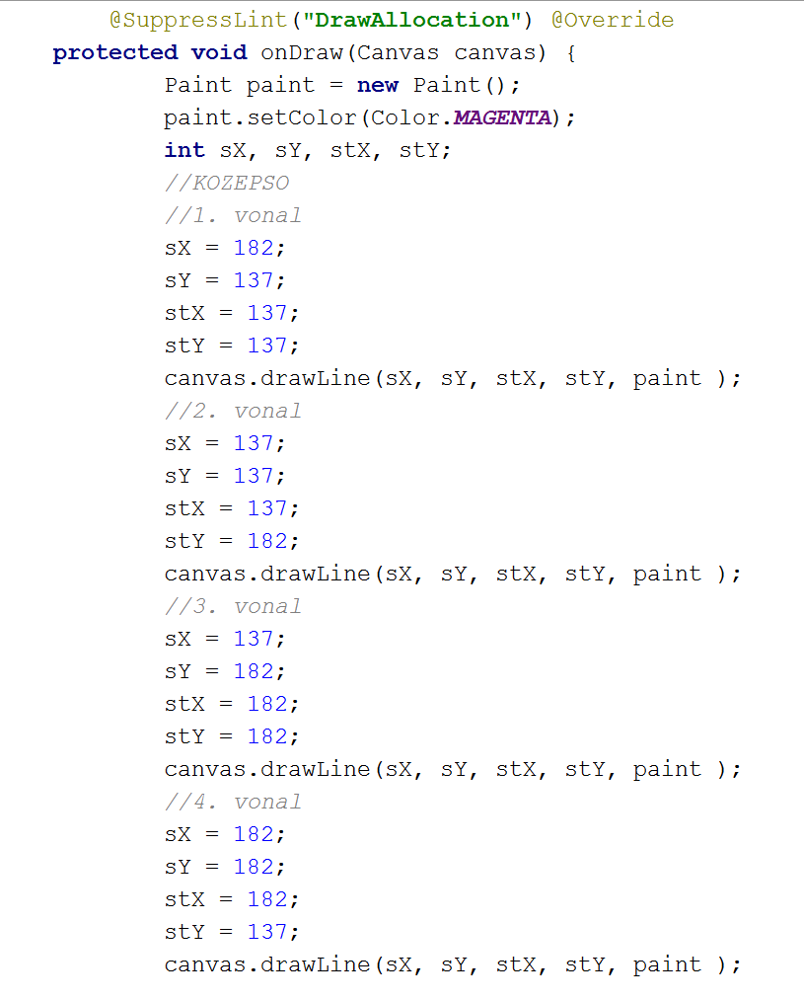 @SuppressLint("DrawAllocation") @Override
protected void onDraw(Canvas canvas) {
Paint paint = new Paint();
paint.setColor(Color.MAGENTA);
int sX, sY, stX, stY;
//KOZEPSO
//1. vonal
sX = 182;
sY = 137;
stX = 137;
stY = 137;
canvas.drawLine(sX, sY, stX, stY, paint );
//2. vonal
sX = 137;
sY = 137;
stX = 137;
stY = 182;
canvas.drawLine(sX, sY, stX, stY, paint );
//3. vonal
sX = 137;
sY = 182;
stX = 182;
stY = 182;
canvas.drawLine(sX, sY, stX, stY, paint );
//4. vonal
sX = 182;
sY = 182;
stX = 182;
stY = 137;
canvas.drawLine(sX, sY, stX, stY, paint );